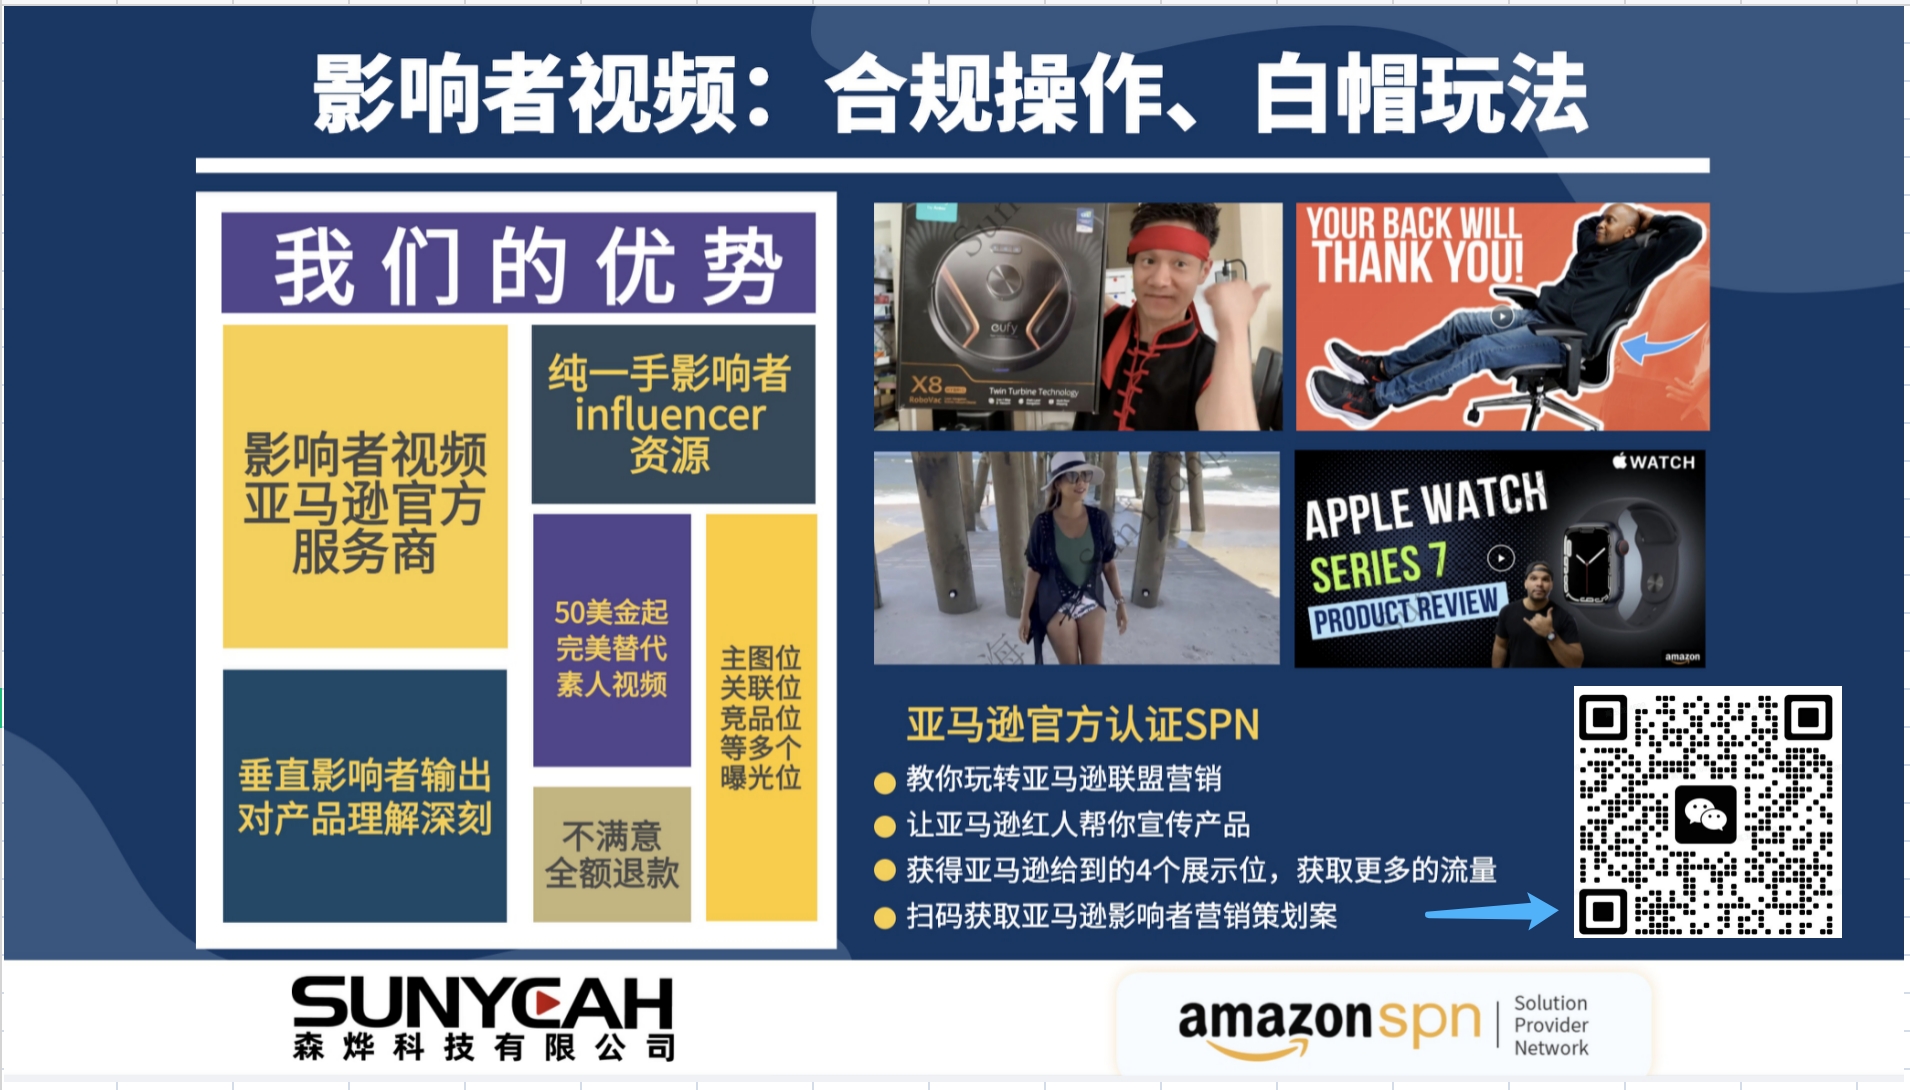 影响者视频：合规操作、白帽玩法
我们的优势
影响者视频
亚马逊官方
服务商
纯一手影响者
influencer
资源
50美金起
完美替代
素人视频
主图位
关联位
竞品位
等多个
曝光位
垂直影响者输出
对产品理解深刻
不满意
全额退款
eufy
X8
RoboVac
Twin Turbine Technology
YOUR BACK WILL
THANK YOU!
WATCH
APPLE WATCH
SERIES 7
PRODUCT REVIEW
amazon
亚马逊官方认证SPN
教你玩转亚马逊联盟营销
让亚马逊红人帮你宣传产品
获得亚马逊给到的4个展示位，获取更多的流量
扫码获取亚马逊影响者营销策划案
SUNYEAH
森烨科技有限公司
amazon spn
Solution
Provider
Network